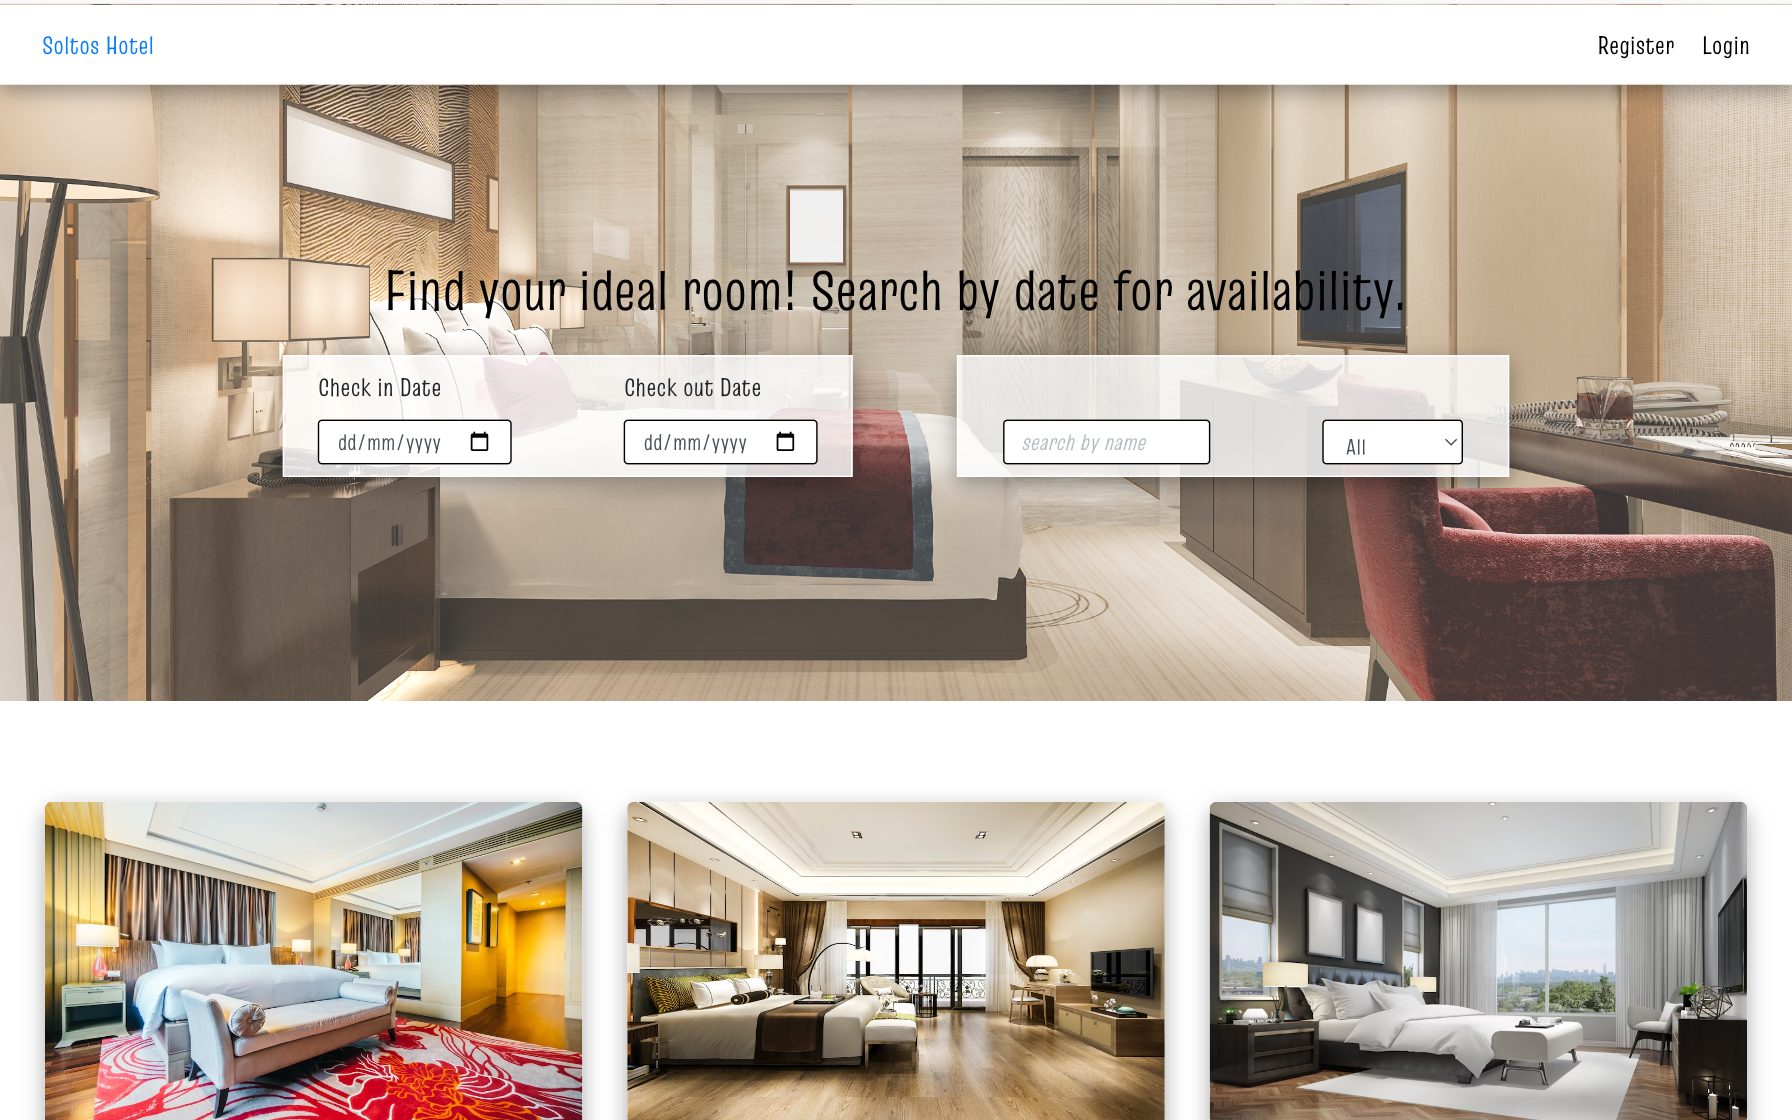 Soltos Hotel
Register
Login
Find your ideal room! Search by date for availability.
Check in Date
Check out Date
dd/mm/yyyy
dd/mm/yyyy
search by name
All